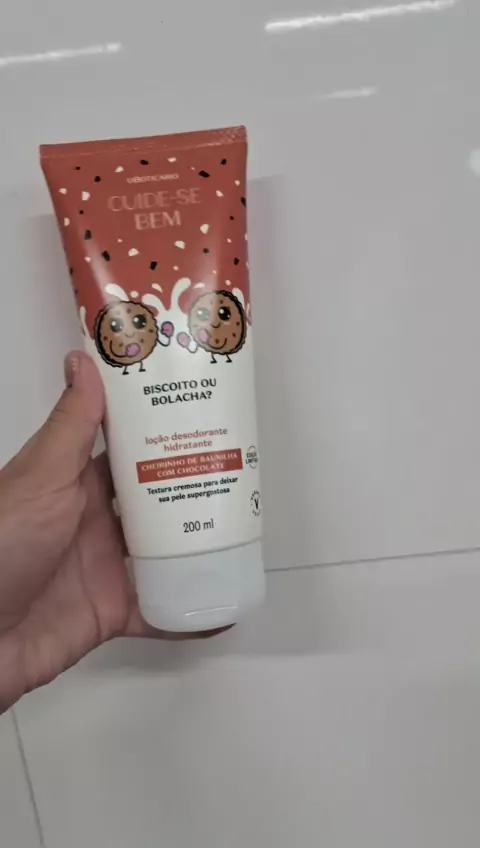 oBOTICÁRIO
CUIDE-SE
BEM
BISCOITO OU
BOLACHA?
loção desodorante
hidratante
CHEIRINHO DE BAUNILHA
COM CHOCOLATE
Textura cremosa para deixar
sua pele supergostosa
200 ml